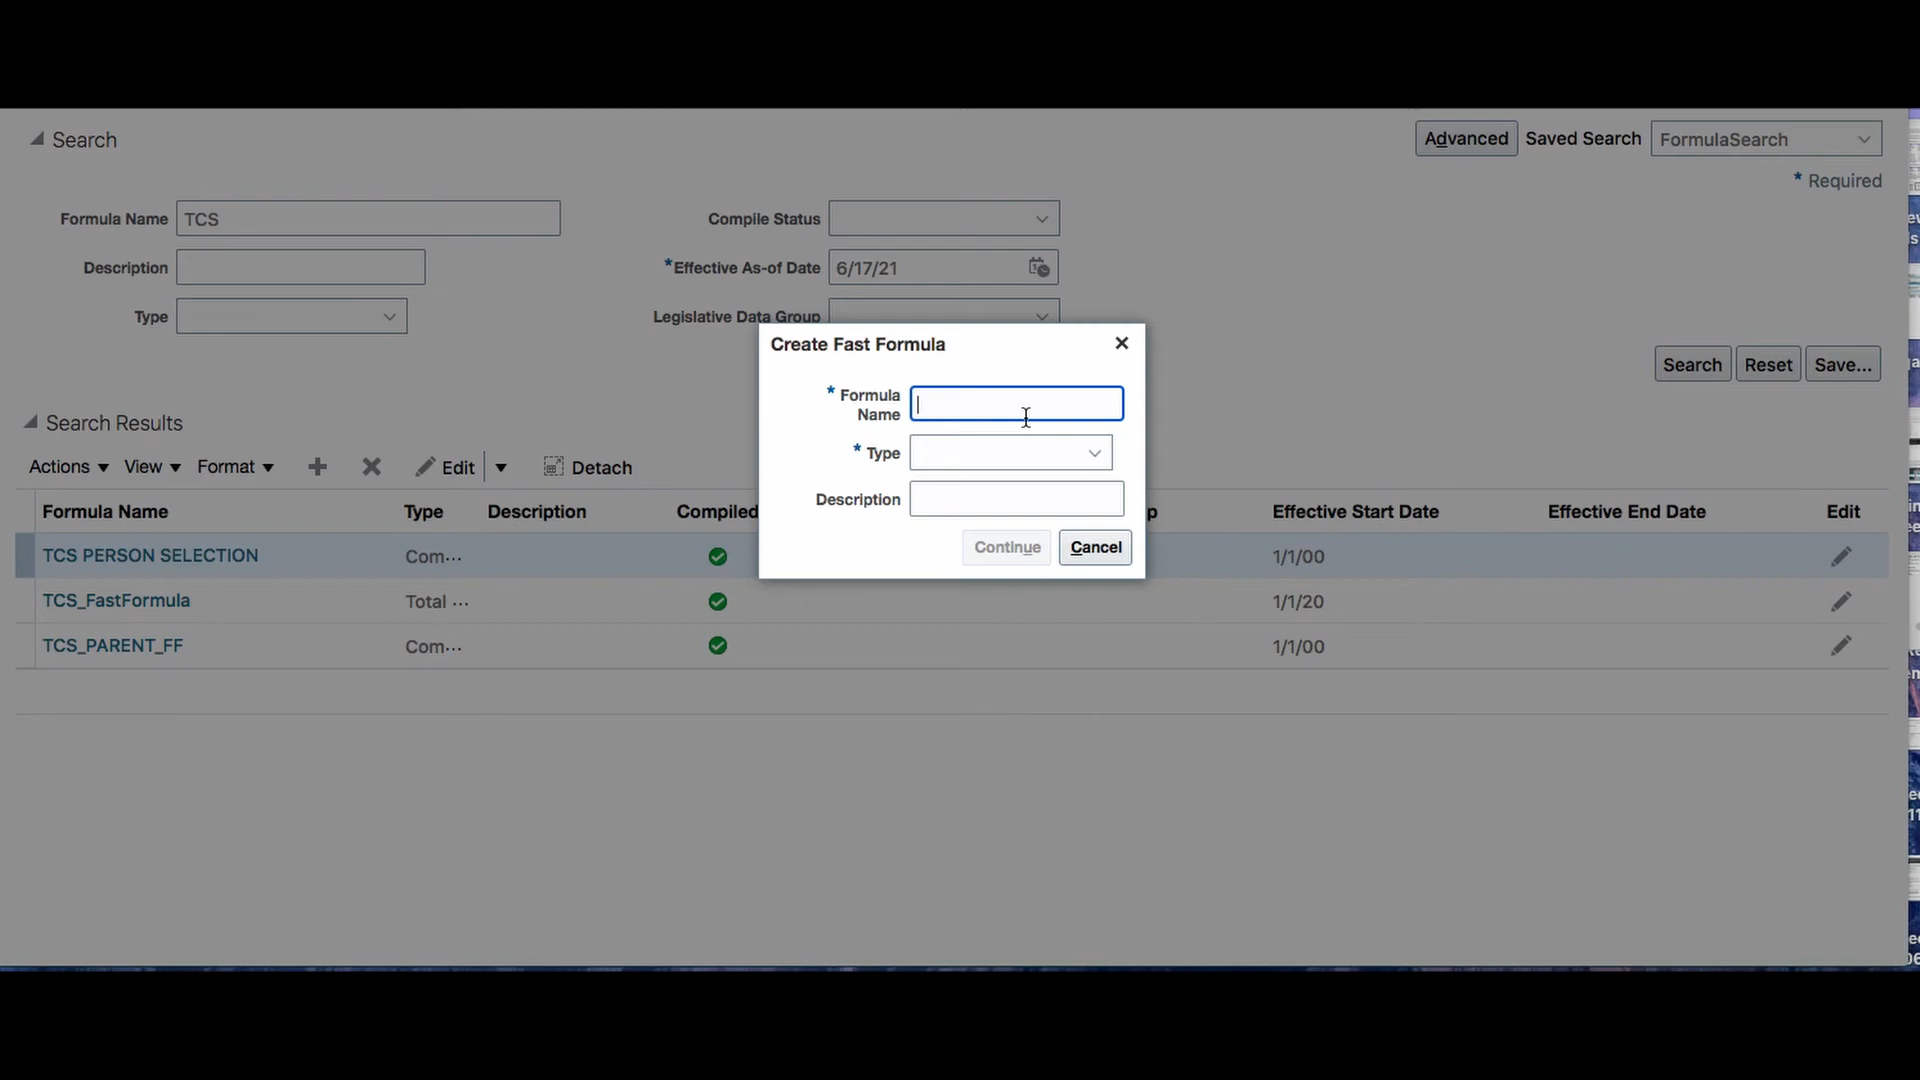 Search
Advanced Saved Search FormulaSearch
* Required
Formula Name TCS
Compile Status
Description
*Effective As-of Date 6/17/21
Type
Legislative Data Group
Search Reset Save...
Create Fast Formula
* Formula Name
* Type
Description
Continue Cancel
Search Results
Actions View Format Edit Detach
Formula Name Type Description Compiled p Effective Start Date Effective End Date Edit
TCS PERSON SELECTION Com... 1/1/00
TCS_FastFormula Total ... 1/1/20
TCS_PARENT_FF Com... 1/1/00